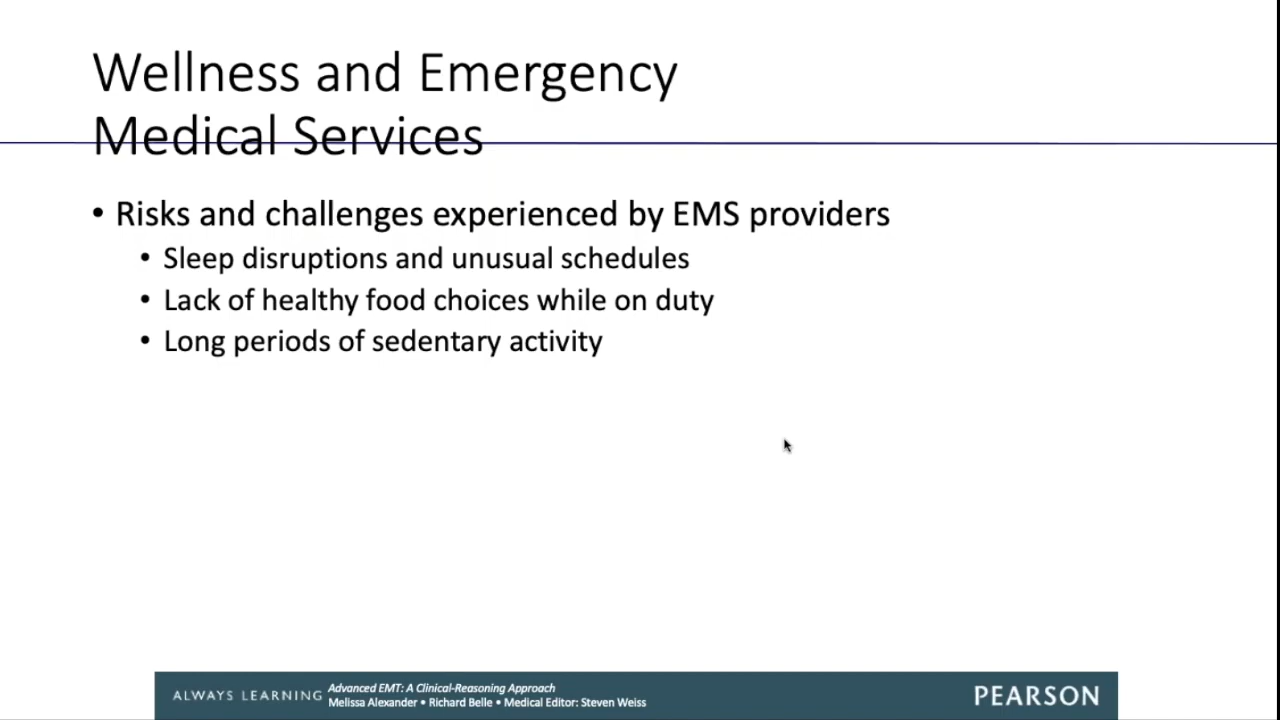 Wellness and Emergency
Medical Services
• Risks and challenges experienced by EMS providers
• Sleep disruptions and unusual schedules
• Lack of healthy food choices while on duty
• Long periods of sedentary activity
ALWAYS LEARNING
Advanced EMT: A Clinical-Reasoning Approach
Melissa Alexander • Richard Belle • Medical Editor: Steven Weiss
PEARSON